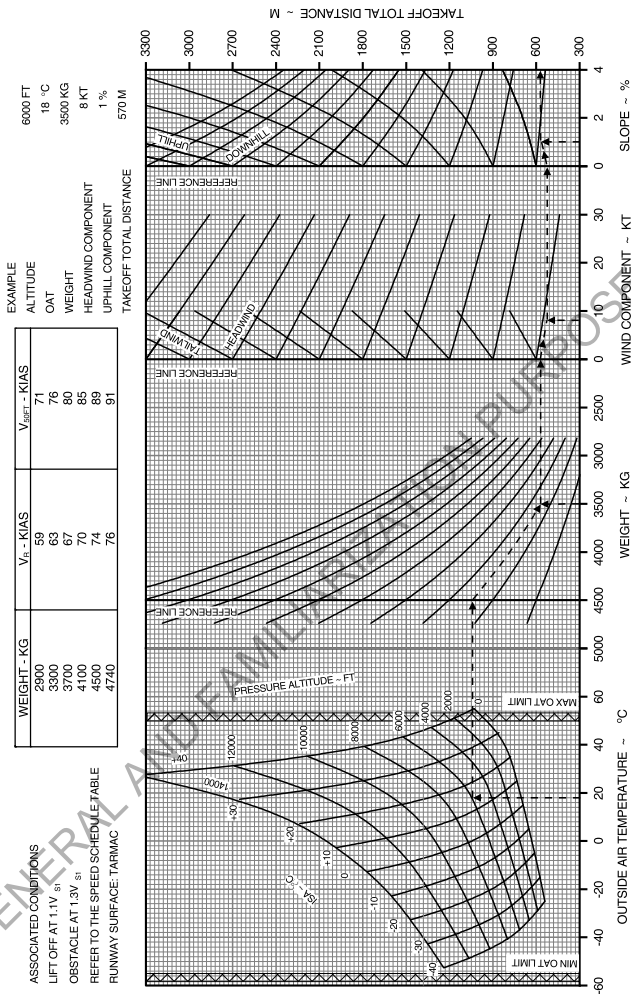 TAKEOFF TOTAL DISTANCE ~ M
EXAMPLE
ALTITUDE 6000 FT
OAT 18 °C
WEIGHT 3500 KG
HEADWIND COMPONENT 8 KT
UPHILL COMPONENT 1 %
TAKEOFF TOTAL DISTANCE 570 M
WEIGHT - KG VR - KIAS V50FT - KIAS
2900 59 71
3300 63 76
3700 67 80
4100 70 85
4500 74 89
4740 76 91
ASSOCIATED CONDITIONS
LIFT OFF AT 1.1V S1
OBSTACLE AT 1.3V S1
REFER TO THE SPEED SCHEDULE TABLE
RUNWAY SURFACE: TARMAC
3300 3000 2700 2400 2100 1800 1500 1200 900 600 300
UPHILL
DOWNHILL
REFERENCE LINE
0 2 4
SLOPE ~ %
TAILWIND
HEADWIND
REFERENCE LINE
0 10 20 30
WIND COMPONENT ~ KT
REFERENCE LINE
5000 4500 4000 3500 3000 2500
WEIGHT ~ KG
PRESSURE ALTITUDE ~ FT
14000
12000
10000
8000
6000
4000
2000
0
ISA ~ °C
+40
+30
+20
+10
0
-10
-20
-30
-40
MIN OAT LIMIT
MAX OAT LIMIT
-60 -40 -20 0 20 40 60
OUTSIDE AIR TEMPERATURE ~ °C
GENERAL AND FAMILIARIZATION PURPOSE